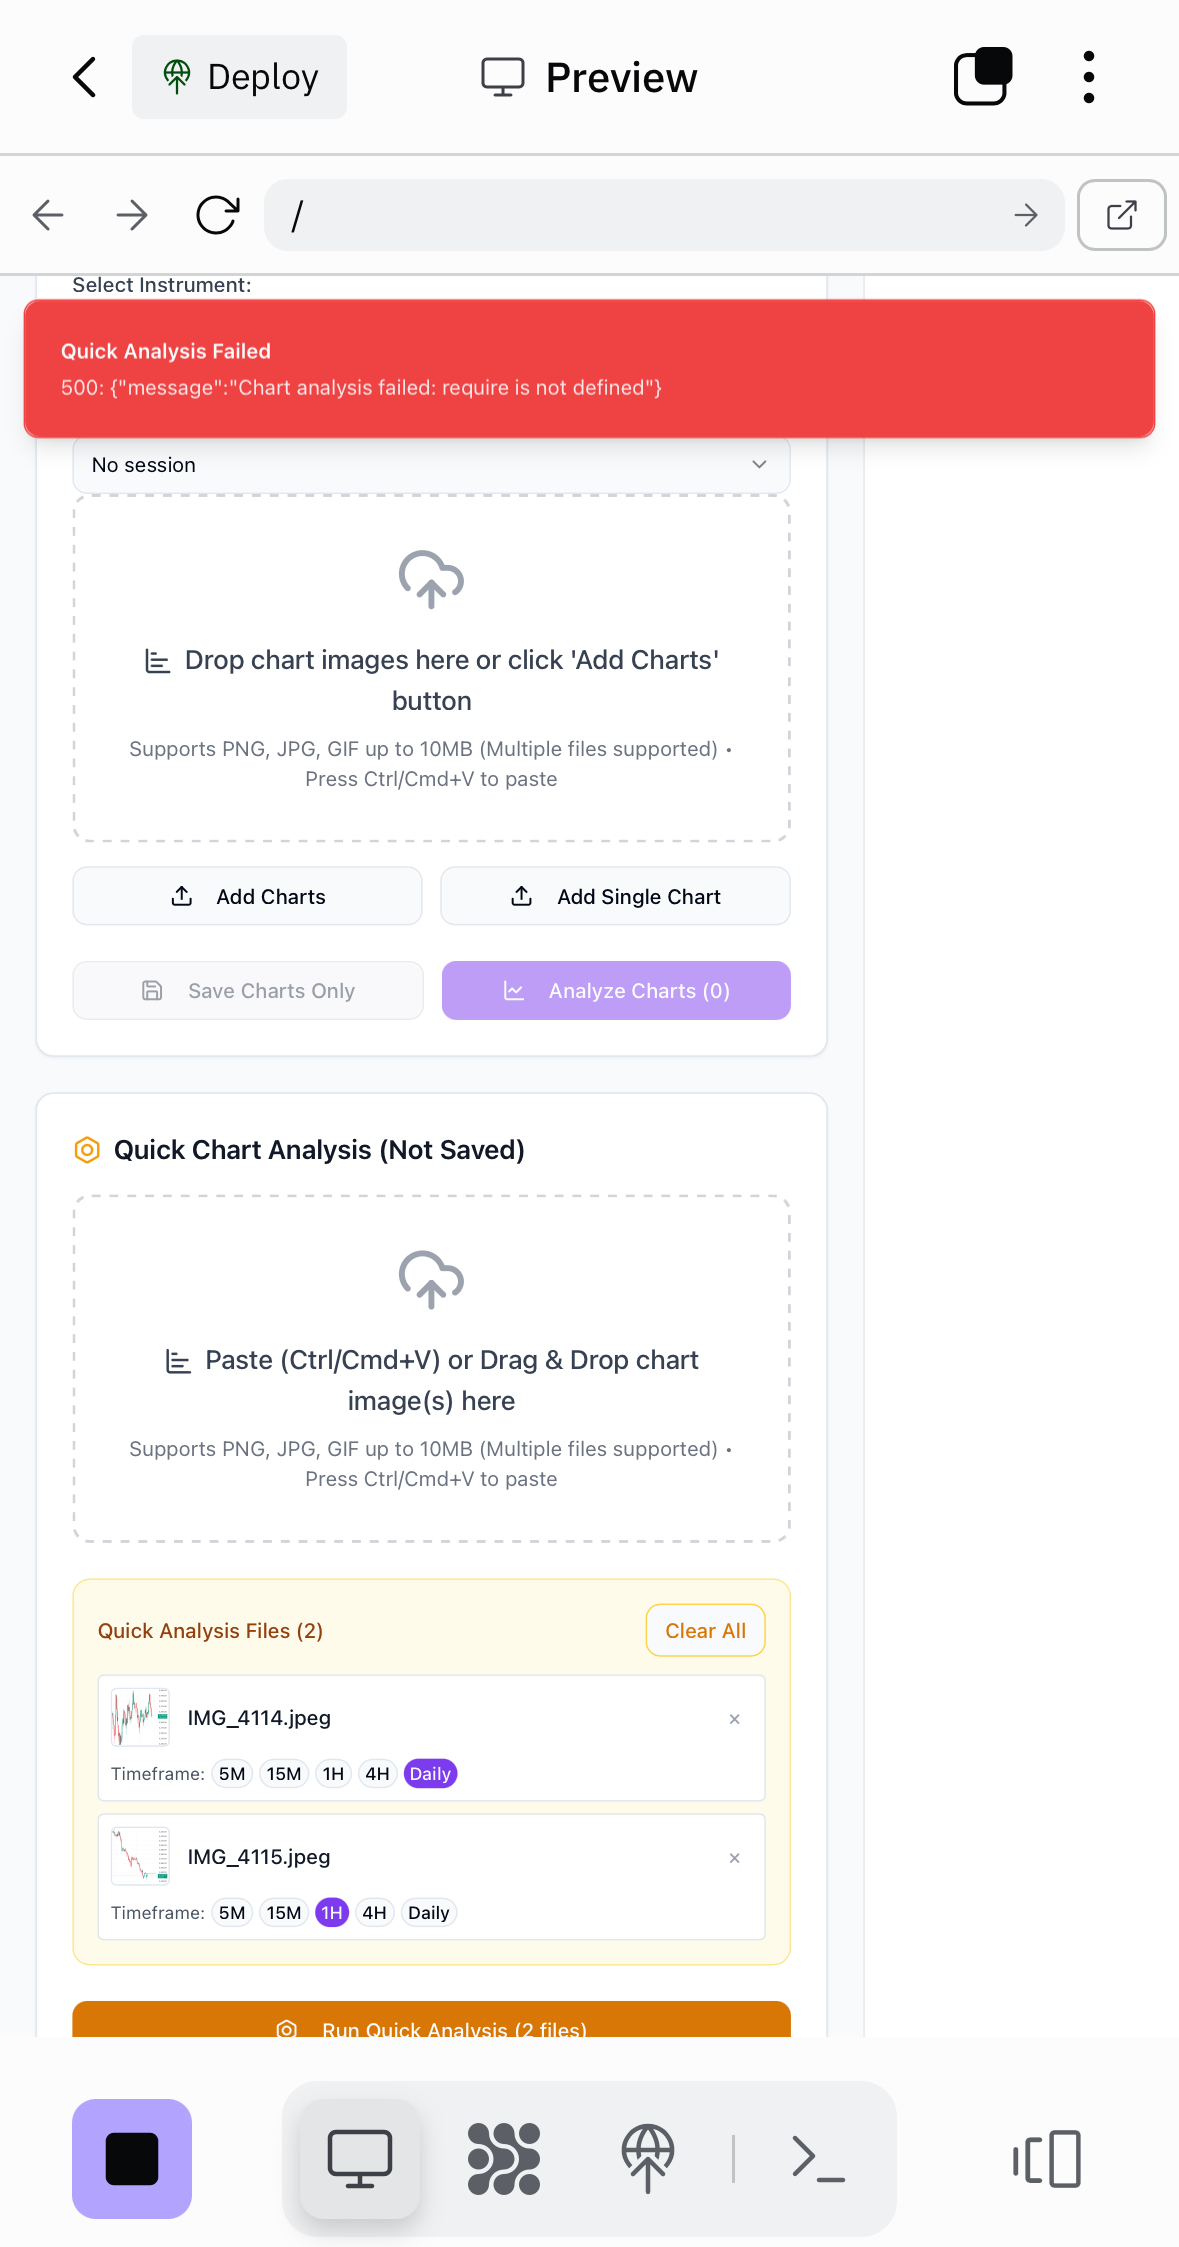 Deploy
Preview
/
Select Instrument:
Quick Analysis Failed
500: {"message":"Chart analysis failed: require is not defined"}
No session
Drop chart images here or click 'Add Charts'
button
Supports PNG, JPG, GIF up to 10MB (Multiple files supported) •
Press Ctrl/Cmd+V to paste
Add Charts
Add Single Chart
Save Charts Only
Analyze Charts (0)
Quick Chart Analysis (Not Saved)
Paste (Ctrl/Cmd+V) or Drag & Drop chart
image(s) here
Supports PNG, JPG, GIF up to 10MB (Multiple files supported) •
Press Ctrl/Cmd+V to paste
Quick Analysis Files (2)
Clear All
IMG_4114.jpeg
×
Timeframe: 5M 15M 1H 4H Daily
IMG_4115.jpeg
×
Timeframe: 5M 15M 1H 4H Daily
Run Quick Analysis (2 files)